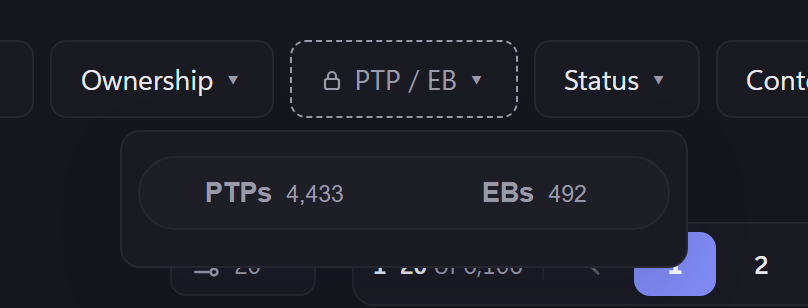 Ownership ▼ PTP / EB ▼ Status ▼
PTPs 4,433 EBs 492
2